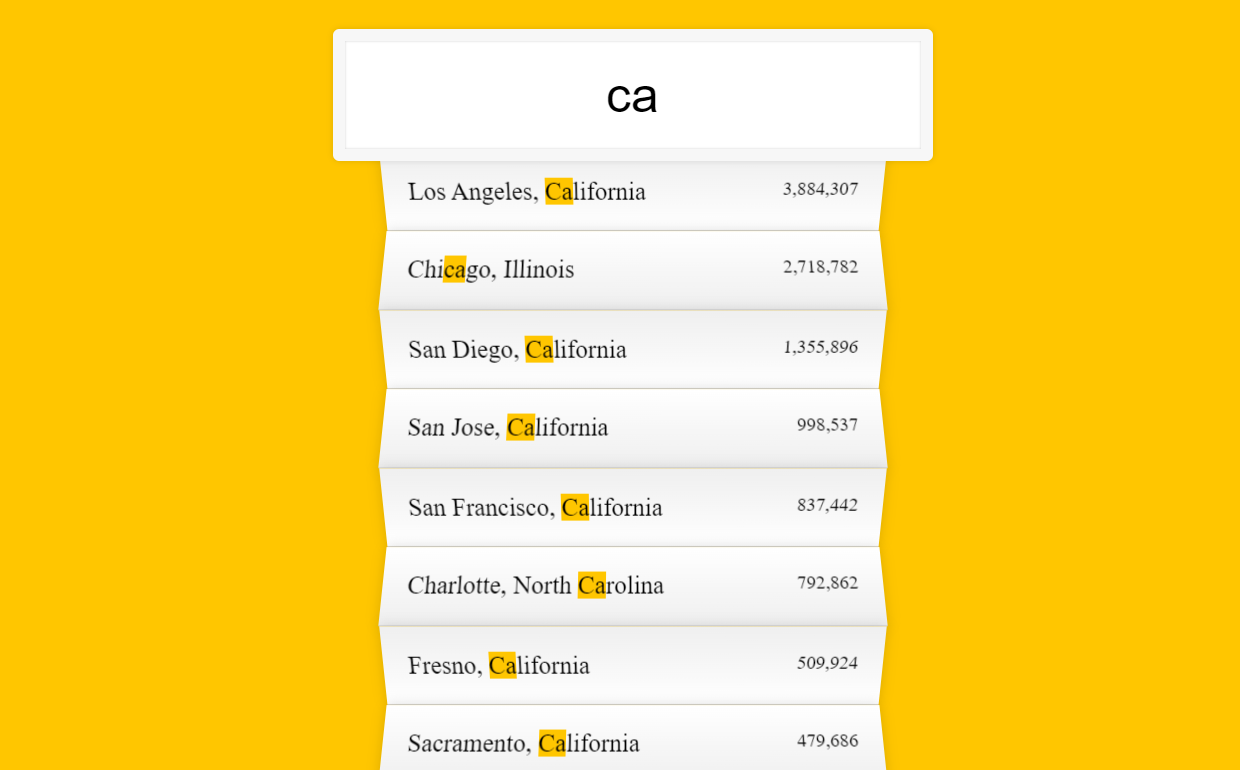 ca
Los Angeles, California 3,884,307
Chicago, Illinois 2,718,782
San Diego, California 1,355,896
San Jose, California 998,537
San Francisco, California 837,442
Charlotte, North Carolina 792,862
Fresno, California 509,924
Sacramento, California 479,686